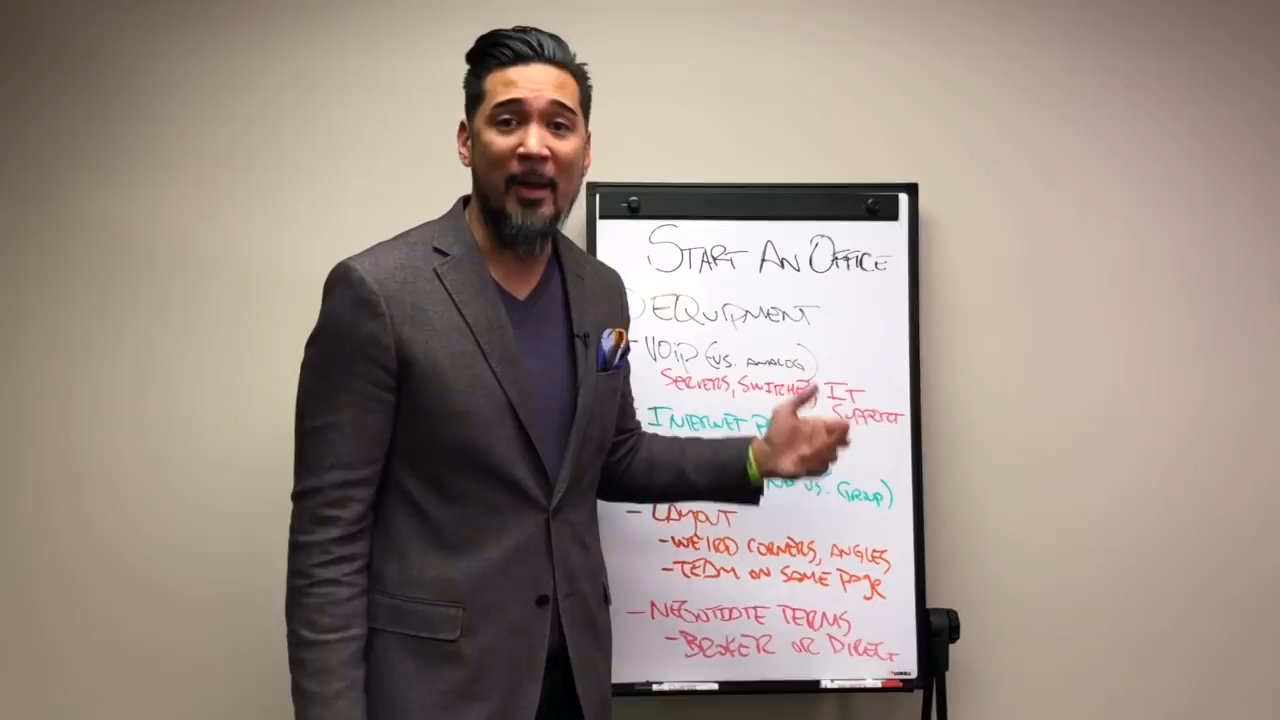 START AN OFFICE
EQUIPMENT
- VOIP (VS. ANALOG)
SERVERS, SWITCHES, IT
SUPPORT
INTERNET
VS. GROUP)
- LAYOUT
- WEIRD CORNERS, ANGLES
- TEAM ON SAME PAGE
- NEGOTIATE TERMS
- BROKER OR DIRECT